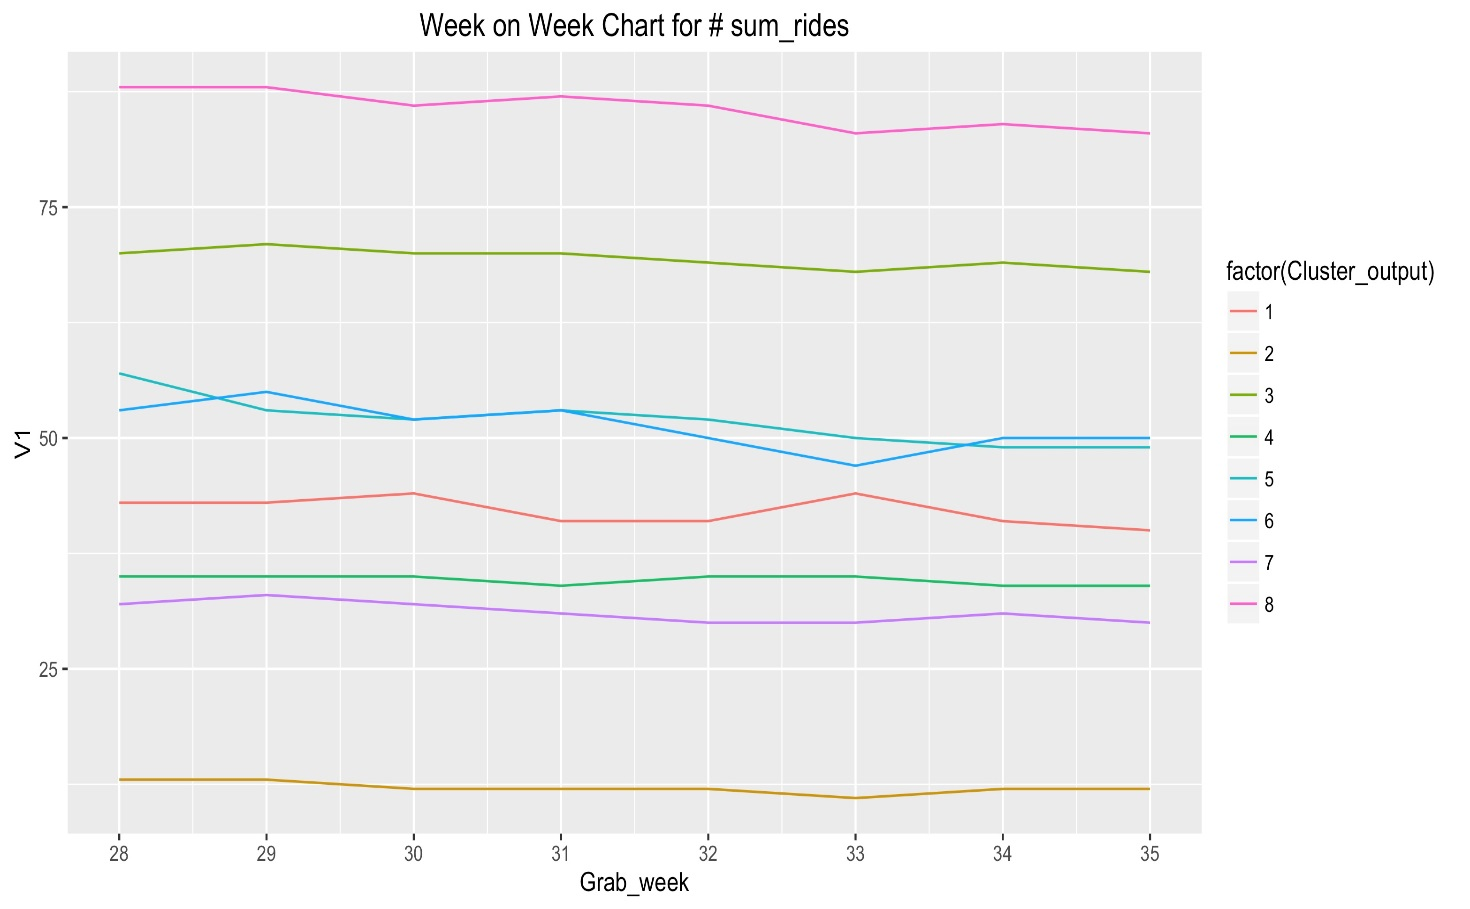 Week on Week Chart for # sum_rides
V1
75
50
25
28 29 30 31 32 33 34 35
Grab_week
factor(Cluster_output)
1
2
3
4
5
6
7
8